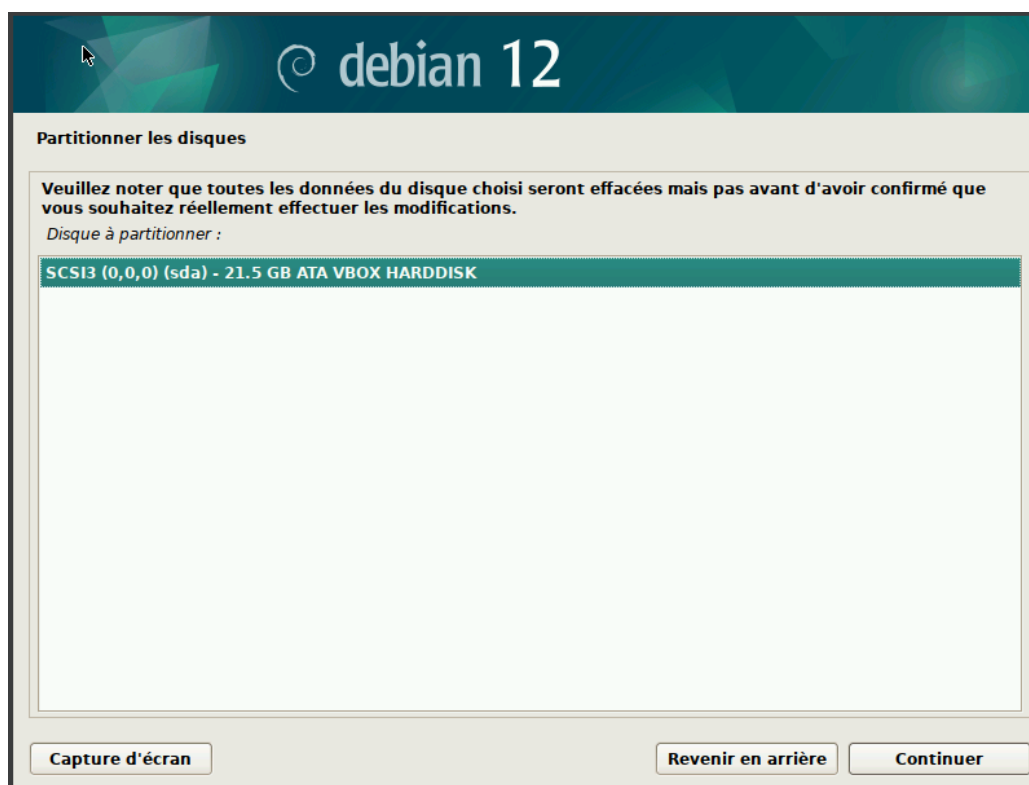 debian 12
Partitionner les disques
Veuillez noter que toutes les données du disque choisi seront effacées mais pas avant d'avoir confirmé que
vous souhaitez réellement effectuer les modifications.
Disque à partitionner :
SCSI3 (0,0,0) (sda) - 21.5 GB ATA VBOX HARDDISK
Capture d'écran
Revenir en arrière
Continuer